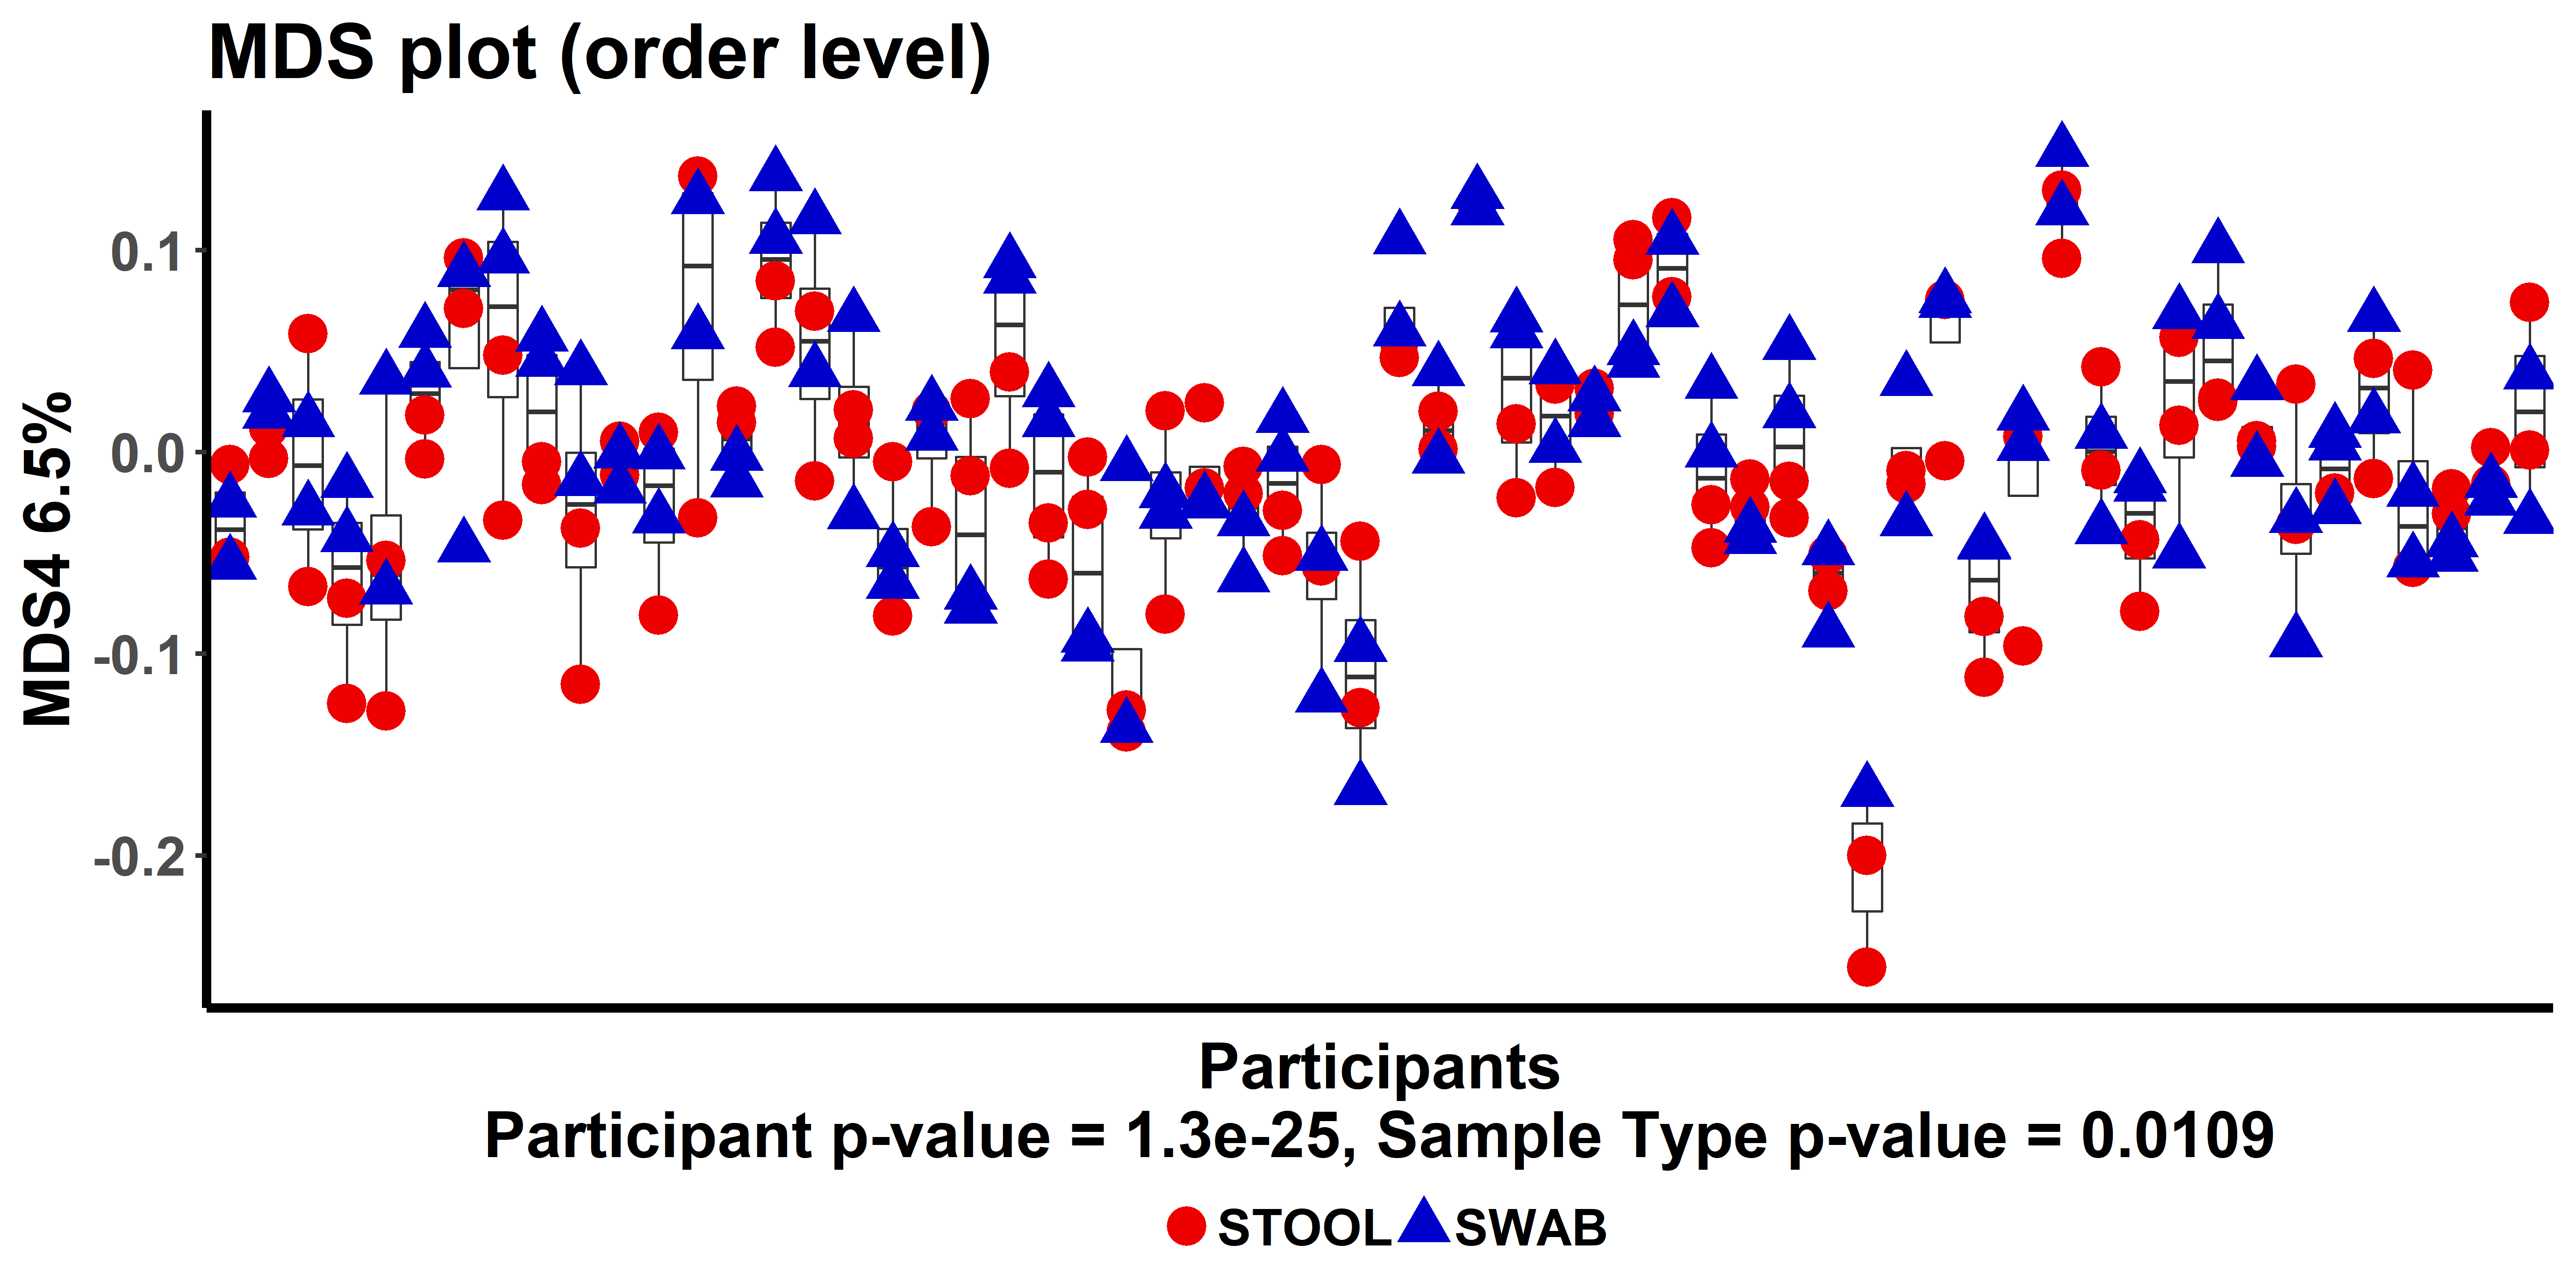 MDS plot (order level)
MDS4 6.5%
0.1
0.0
-0.1
-0.2
Participants
Participant p-value = 1.3e-25, Sample Type p-value = 0.0109
STOOL SWAB